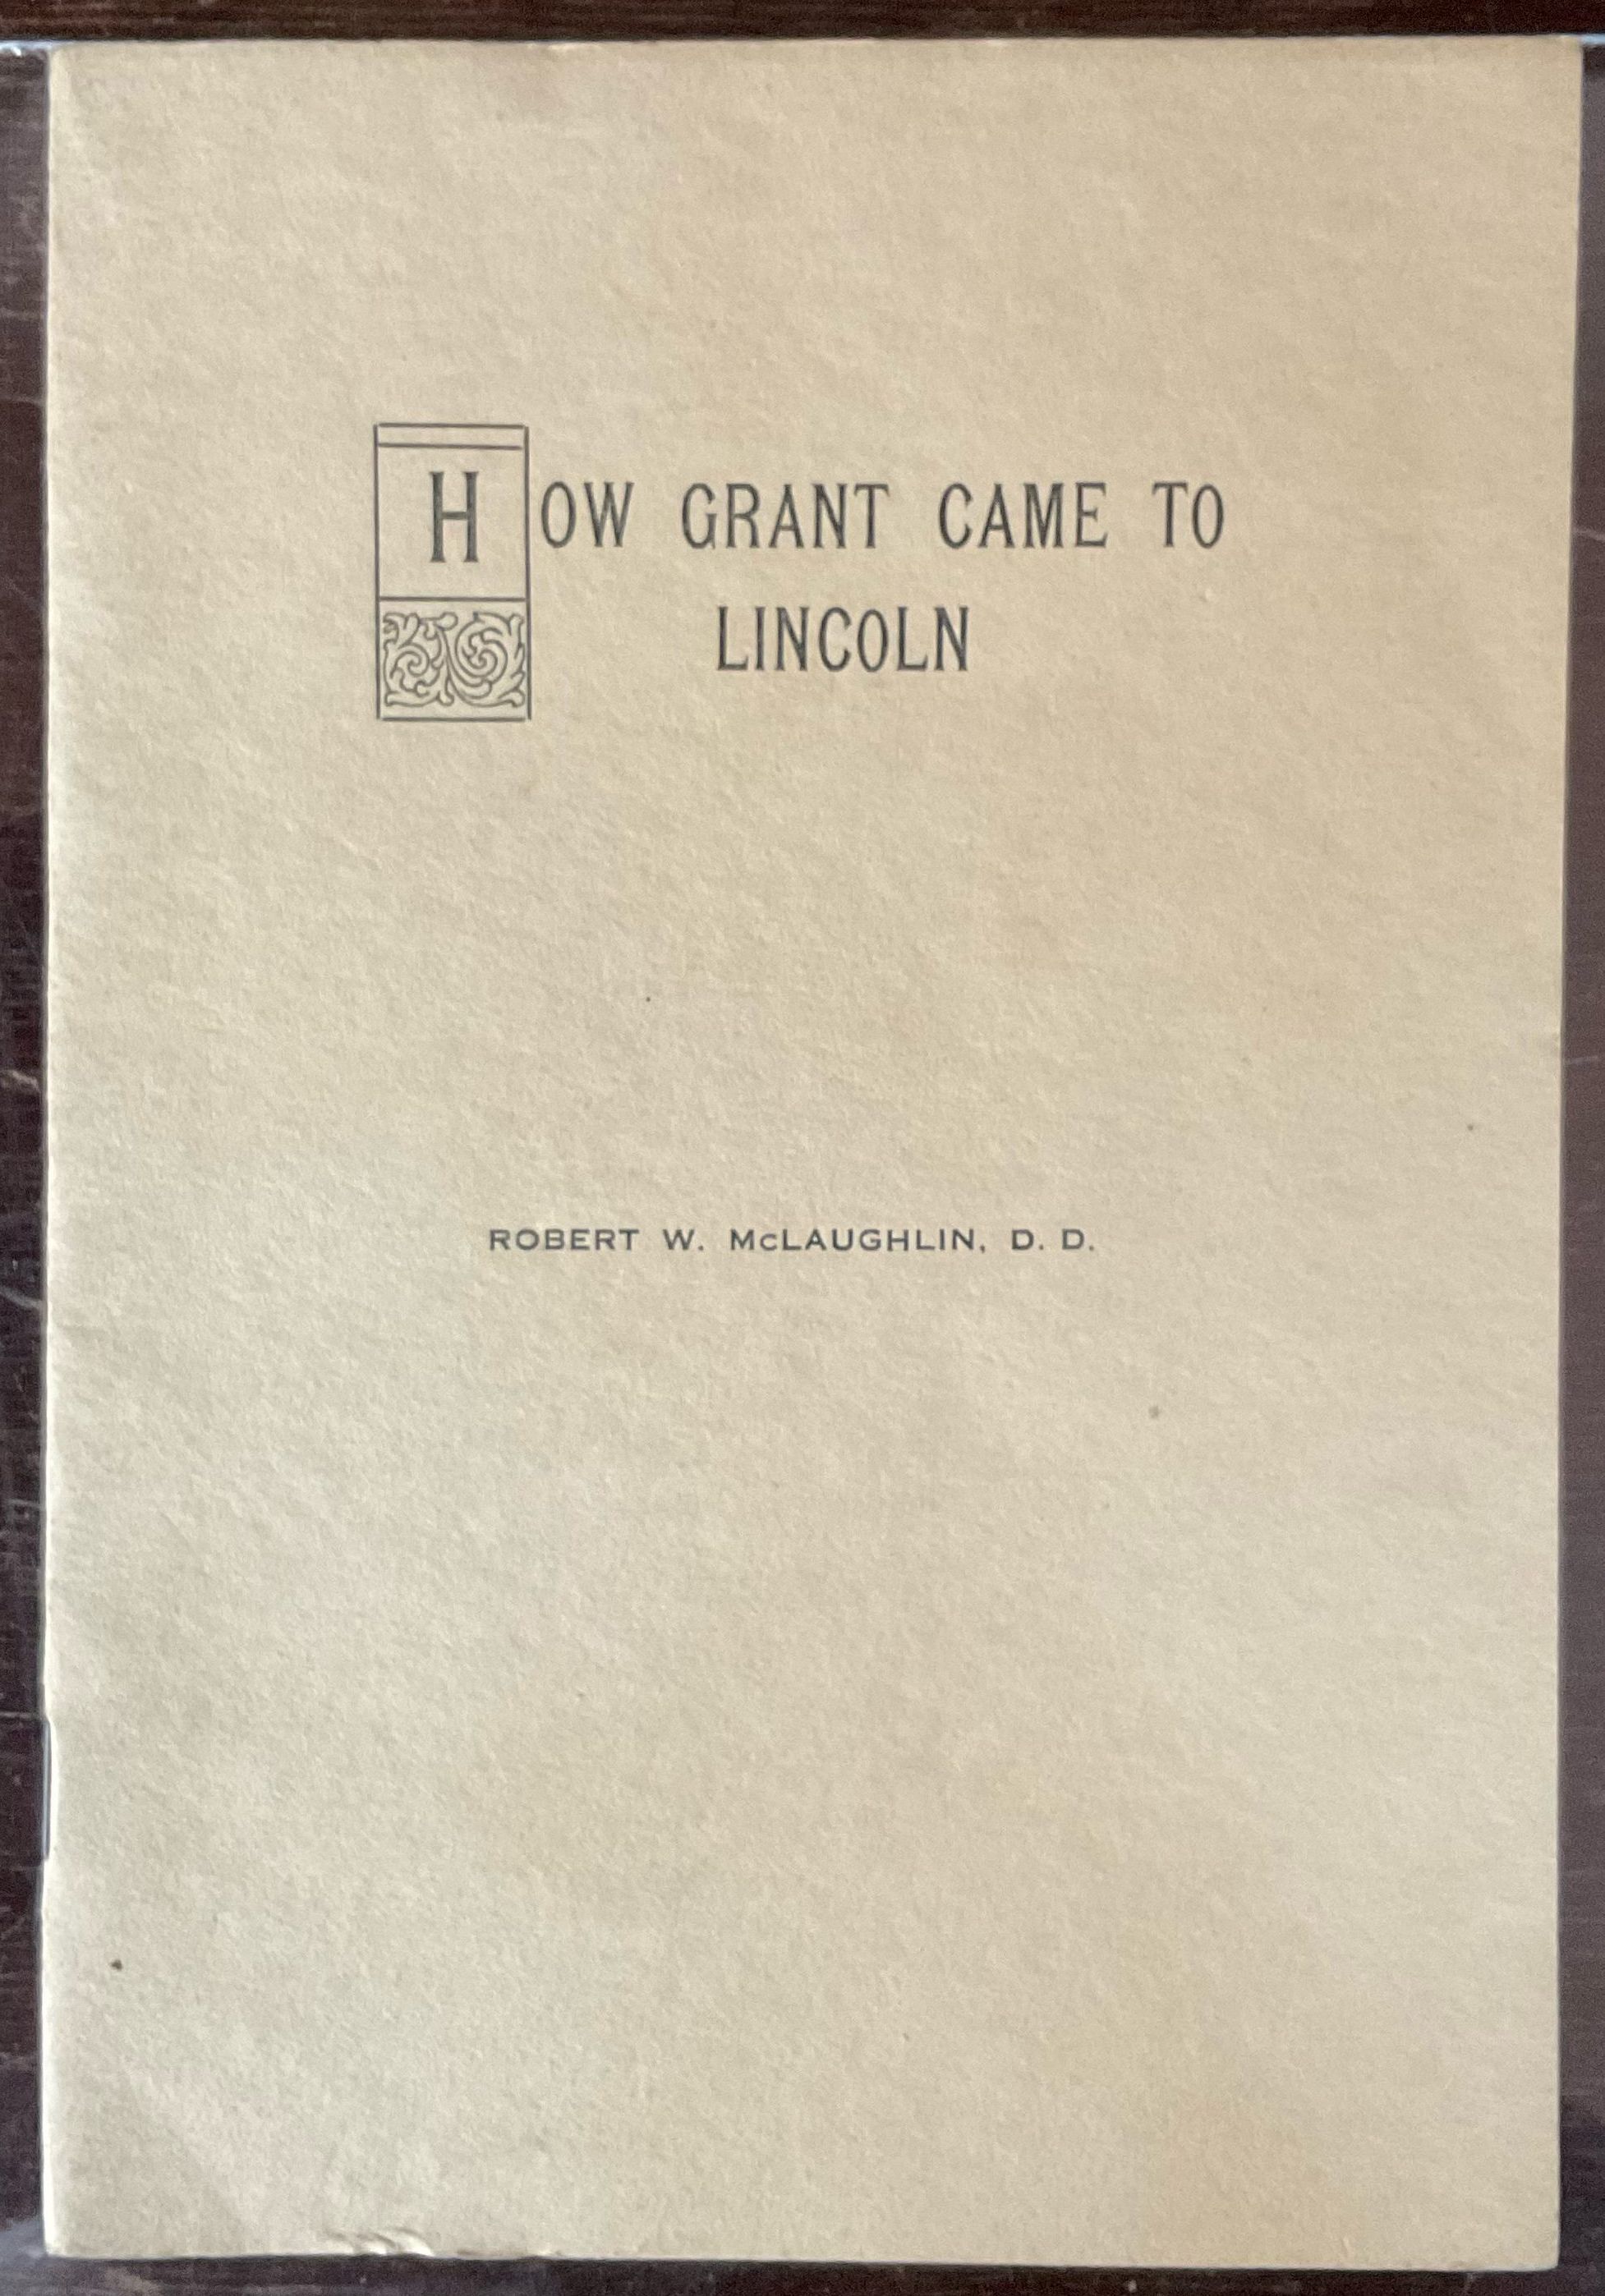 HOW GRANT CAME TO
LINCOLN
ROBERT W. McLAUGHLIN, D. D.